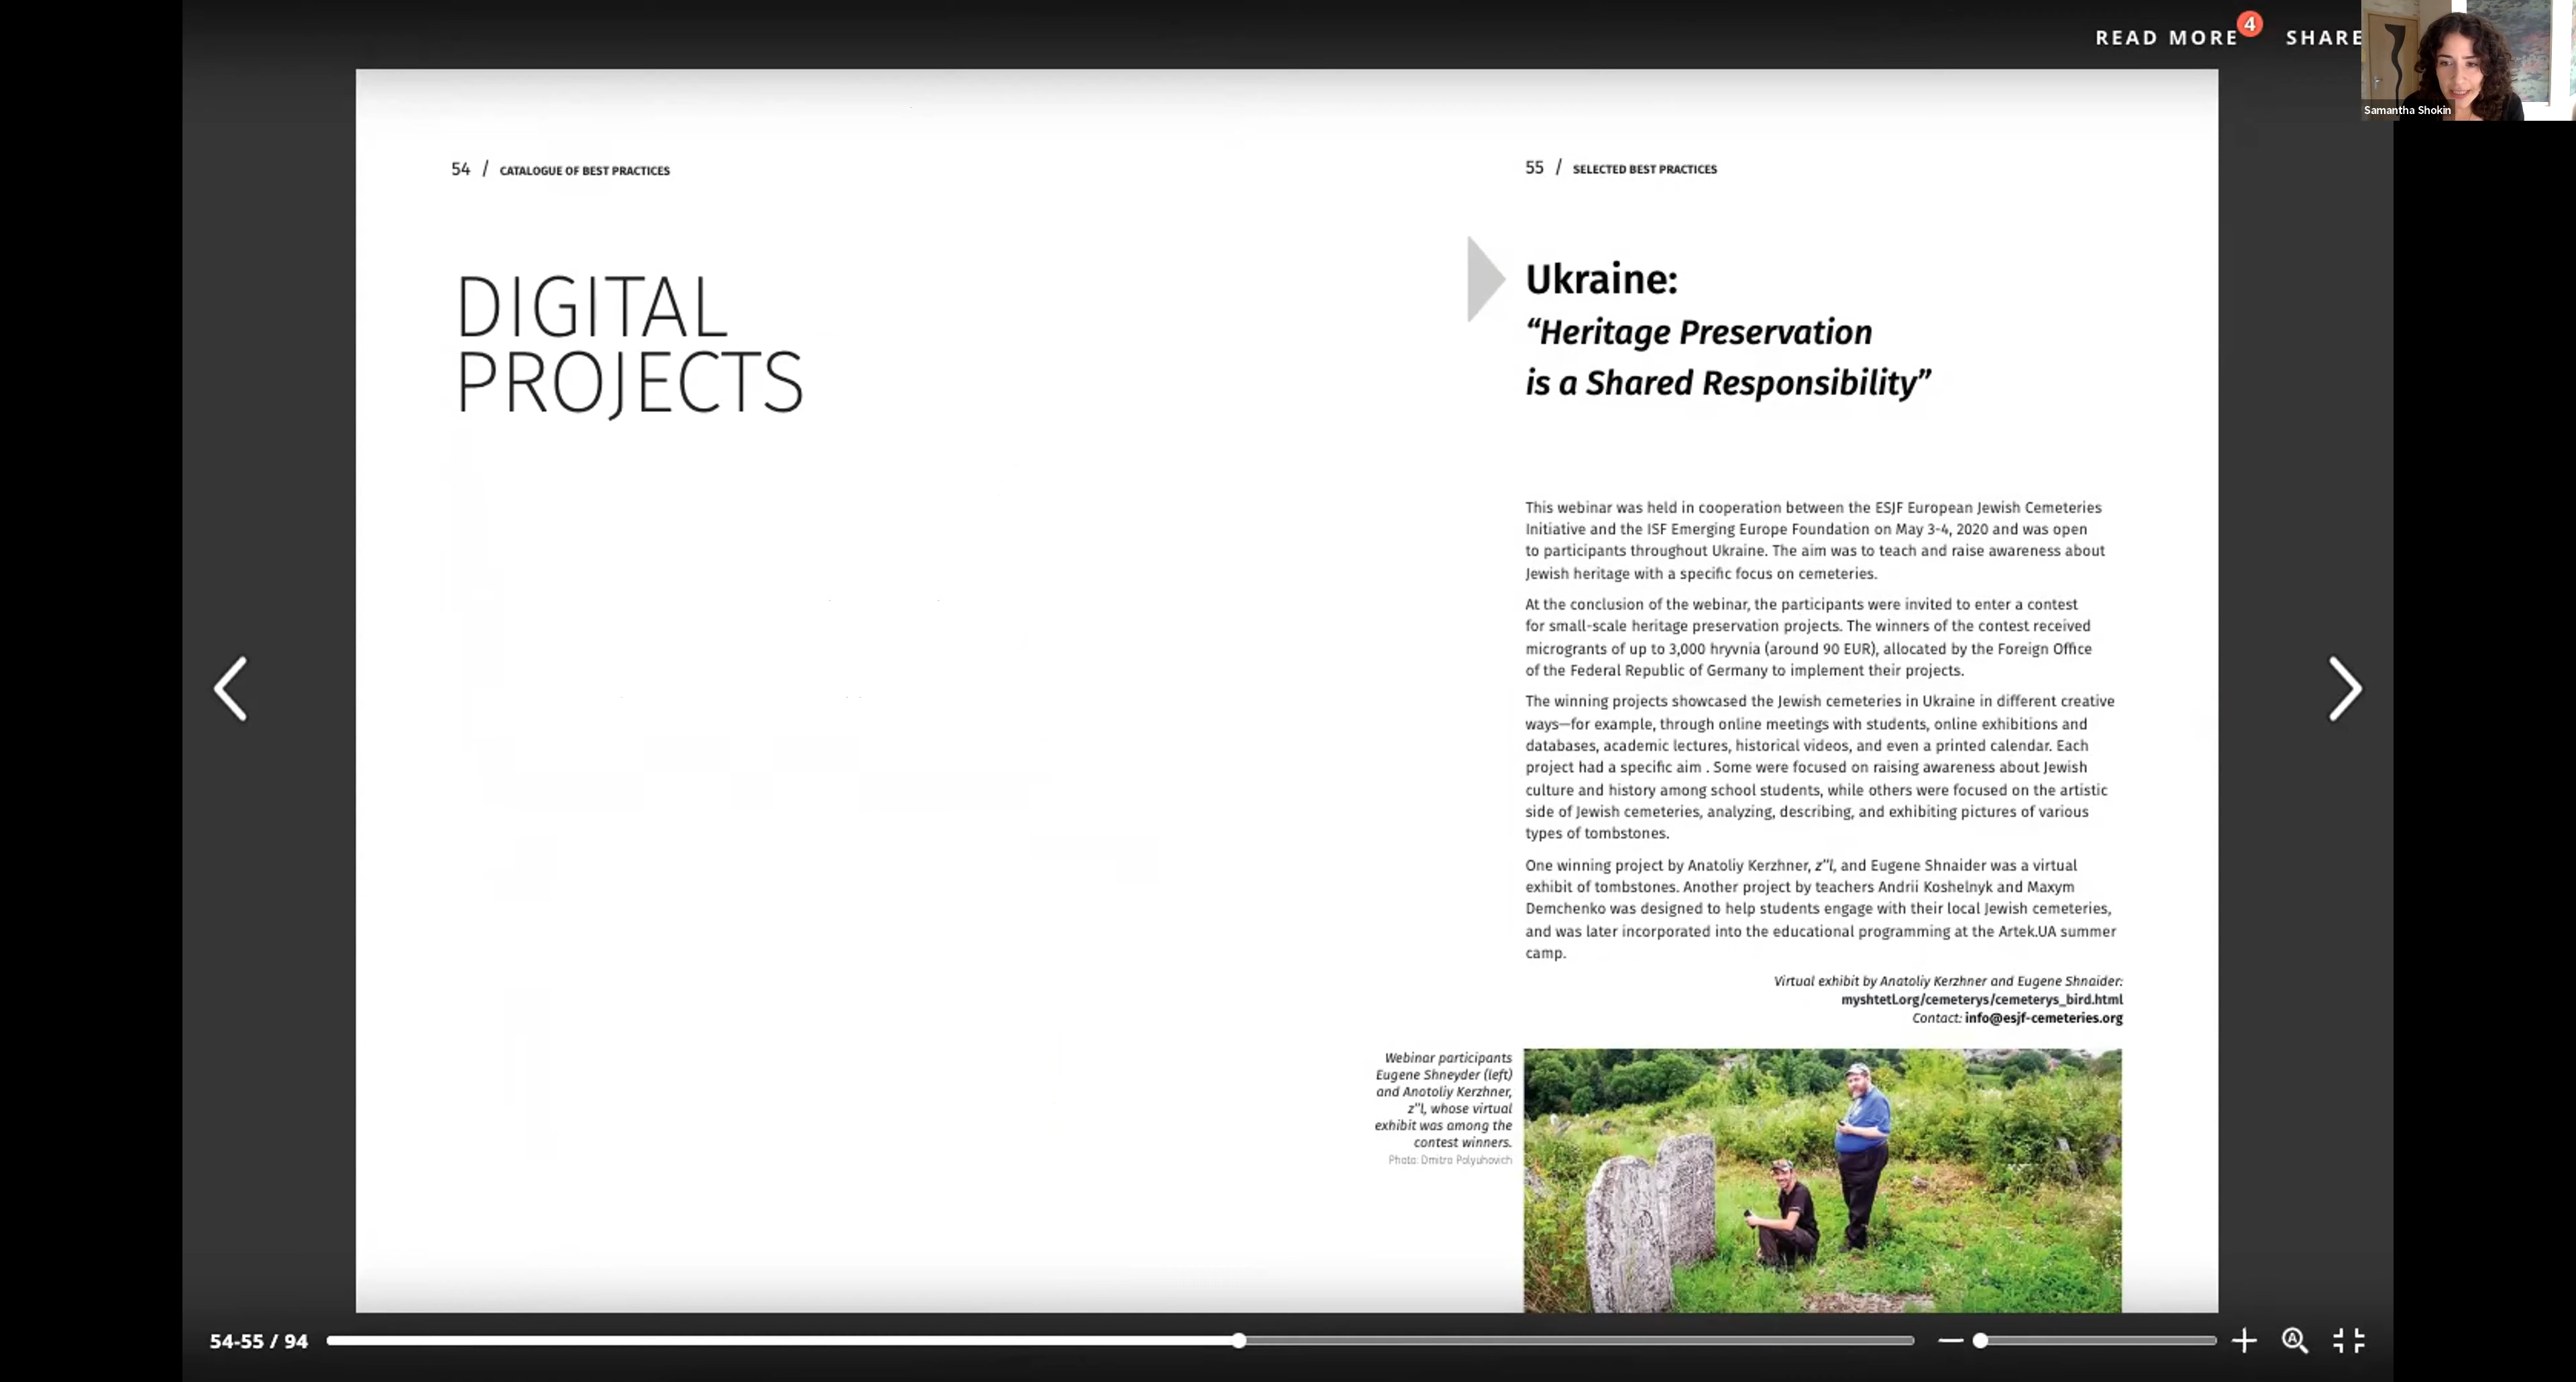 READ MORE 4 SHARE
Samantha Shokin
54 / CATALOGUE OF BEST PRACTICES
DIGITAL
PROJECTS
55 / SELECTED BEST PRACTICES
Ukraine:
“Heritage Preservation
is a Shared Responsibility”
This webinar was held in cooperation between the ESJF European Jewish Cemeteries
Initiative and the ISF Emerging Europe Foundation on May 3-4, 2020 and was open
to participants throughout Ukraine. The aim was to teach and raise awareness about
Jewish heritage with a specific focus on cemeteries.
At the conclusion of the webinar, the participants were invited to enter a contest
for small-scale heritage preservation projects. The winners of the contest received
microgrants of up to 3,000 hryvnia (around 90 EUR), allocated by the Foreign Office
of the Federal Republic of Germany to implement their projects.
The winning projects showcased the Jewish cemeteries in Ukraine in different creative
ways—for example, through online meetings with students, online exhibitions and
databases, academic lectures, historical videos, and even a printed calendar. Each
project had a specific aim . Some were focused on raising awareness about Jewish
culture and history among school students, while others were focused on the artistic
side of Jewish cemeteries, analyzing, describing, and exhibiting pictures of various
types of tombstones.
One winning project by Anatoliy Kerzhner, z”l, and Eugene Shnaider was a virtual
exhibit of tombstones. Another project by teachers Andrii Koshelnyk and Maxym
Demchenko was designed to help students engage with their local Jewish cemeteries,
and was later incorporated into the educational programming at the Artek.UA summer
camp.
Virtual exhibit by Anatoliy Kerzhner and Eugene Shnaider:
myshtetl.org/cemeterys/cemeterys_bird.html
Contact: info@esjf-cemeteries.org
Webinar participants
Eugene Shneyder (left)
and Anotoliy Kerzhner,
z”l, whose virtual
exhibit was among the
contest winners.
Photo: Dmitro Polyuhovich
54-55 / 94